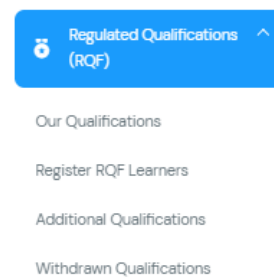 Regulated Qualifications
(RQF)
Our Qualifications
Register RQF Learners
Additional Qualifications
Withdrawn Qualifications